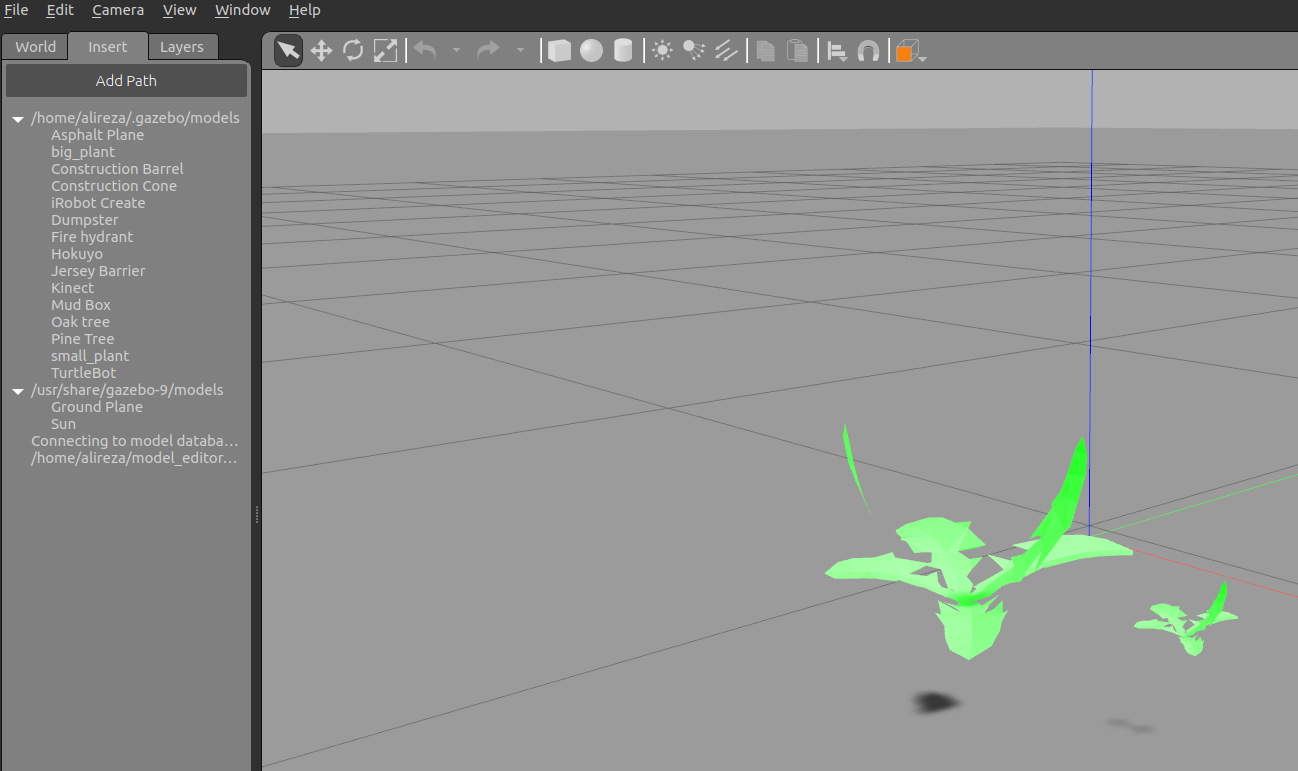 File Edit Camera View Window Help
World Insert Layers
Add Path
/home/alireza/.gazebo/models
Asphalt Plane
big_plant
Construction Barrel
Construction Cone
iRobot Create
Dumpster
Fire hydrant
Hokuyo
Jersey Barrier
Kinect
Mud Box
Oak tree
Pine Tree
small_plant
TurtleBot
/usr/share/gazebo-9/models
Ground Plane
Sun
Connecting to model databa…
/home/alireza/model_editor…